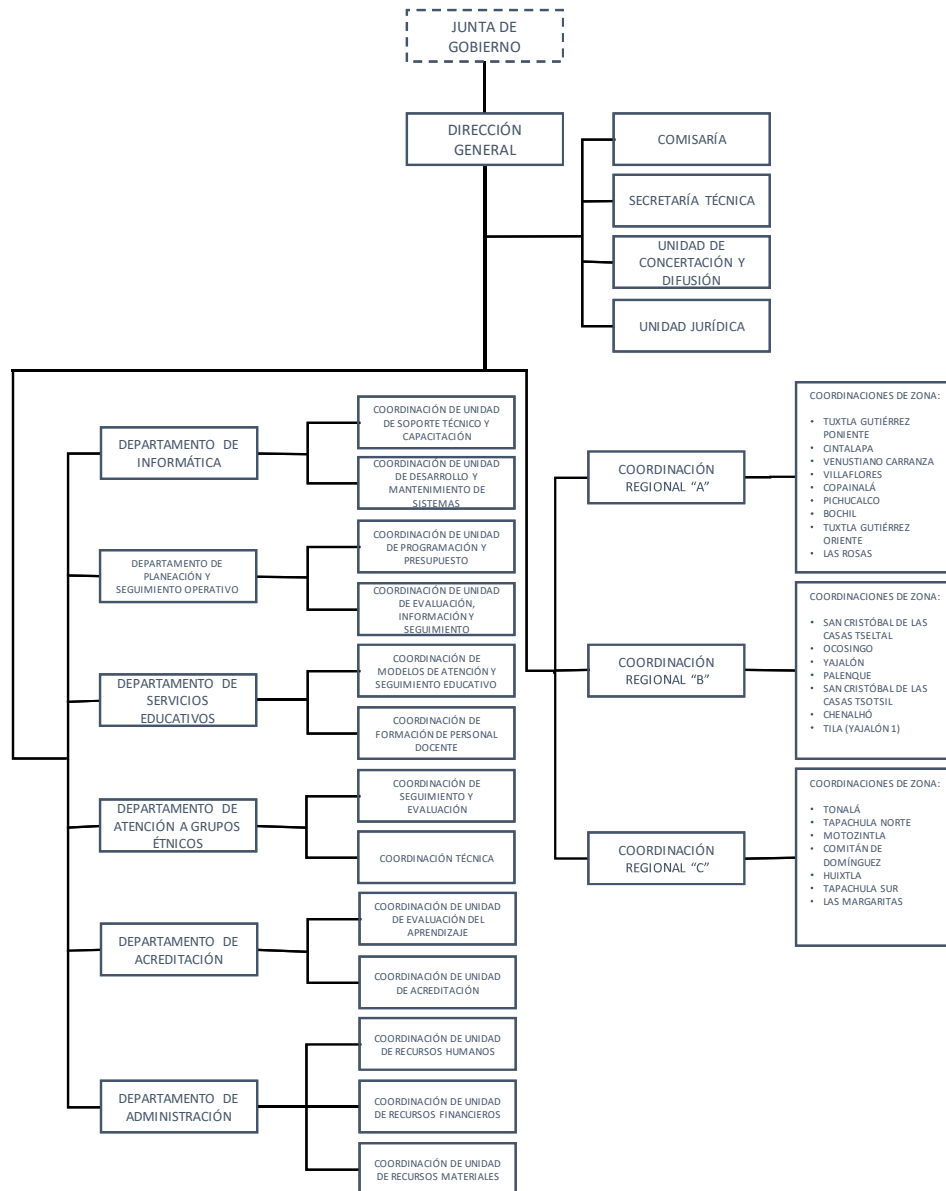 JUNTA DE
GOBIERNO
DIRECCIÓN
GENERAL
COMISARÍA
SECRETARÍA TÉCNICA
UNIDAD DE
CONCERTACIÓN Y
DIFUSIÓN
UNIDAD JURÍDICA
DEPARTAMENTO DE
INFORMÁTICA
COORDINACIÓN DE UNIDAD
DE SOPORTE TÉCNICO Y
CAPACITACIÓN
COORDINACIÓN DE UNIDAD
DE DESARROLLO Y
MANTENIMIENTO DE
SISTEMAS
DEPARTAMENTO DE
PLANEACIÓN Y
SEGUIMIENTO OPERATIVO
COORDINACIÓN DE UNIDAD
DE PROGRAMACIÓN Y
PRESUPUESTO
COORDINACIÓN DE UNIDAD
DE EVALUACIÓN,
INFORMACIÓN Y
SEGUIMIENTO
DEPARTAMENTO DE
SERVICIOS
EDUCATIVOS
COORDINACIÓN DE
MODELOS DE ATENCIÓN Y
SEGUIMIENTO EDUCATIVO
COORDINACIÓN DE
FORMACIÓN DE PERSONAL
DOCENTE
DEPARTAMENTO DE
ATENCIÓN A GRUPOS
ÉTNICOS
COORDINACIÓN DE
SEGUIMIENTO Y
EVALUACIÓN
COORDINACIÓN TÉCNICA
DEPARTAMENTO DE
ACREDITACIÓN
COORDINACIÓN DE UNIDAD
DE EVALUACIÓN DEL
APRENDIZAJE
COORDINACIÓN DE UNIDAD
DE ACREDITACIÓN
DEPARTAMENTO DE
ADMINISTRACIÓN
COORDINACIÓN DE UNIDAD
DE RECURSOS HUMANOS
COORDINACIÓN DE UNIDAD
DE RECURSOS FINANCIEROS
COORDINACIÓN DE UNIDAD
DE RECURSOS MATERIALES
COORDINACIÓN
REGIONAL "A"
COORDINACIONES DE ZONA:
• TUXTLA GUTIÉRREZ
PONIENTE
• CINTALAPA
• VENUSTIANO CARRANZA
• VILLAFLORES
• COPAINALÁ
• PICHUCALCO
• BOCHIL
• TUXTLA GUTIÉRREZ
ORIENTE
• LAS ROSAS
COORDINACIÓN
REGIONAL "B"
COORDINACIONES DE ZONA:
• SAN CRISTÓBAL DE LAS
CASAS TSELTAL
• OCOSINGO
• YAJALÓN
• PALENQUE
• SAN CRISTÓBAL DE LAS
CASAS TSOTSIL
• CHENALHÓ
• TILA (YAJALÓN 1)
COORDINACIÓN
REGIONAL "C"
COORDINACIONES DE ZONA:
• TONALÁ
• TAPACHULA NORTE
• MOTOZINTLA
• COMITÁN DE
DOMÍNGUEZ
• HUIXTLA
• TAPACHULA SUR
• LAS MARGARITAS